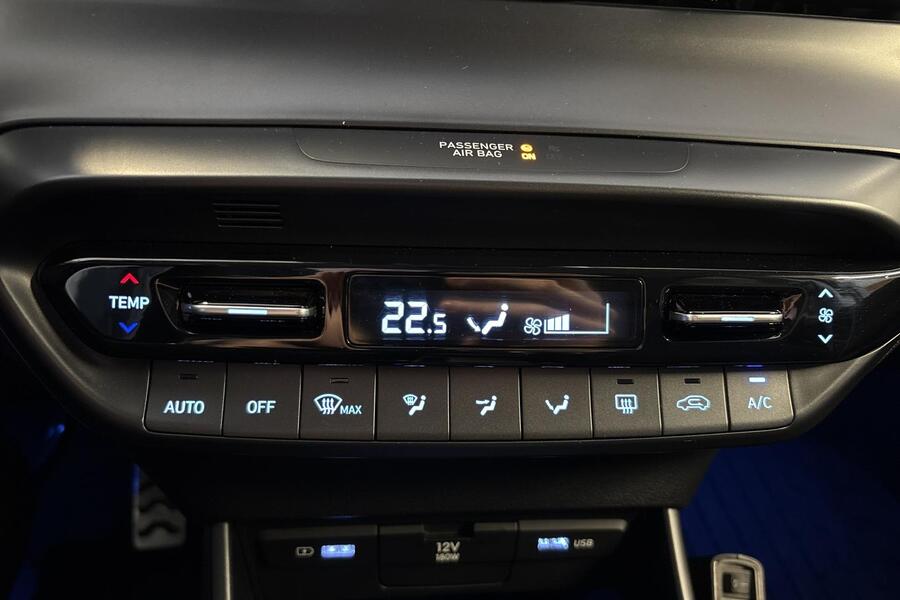 PASSENGER
AIR BAG ON
TEMP
22.5
AUTO
OFF
MAX
A/C
12V
180W
USB